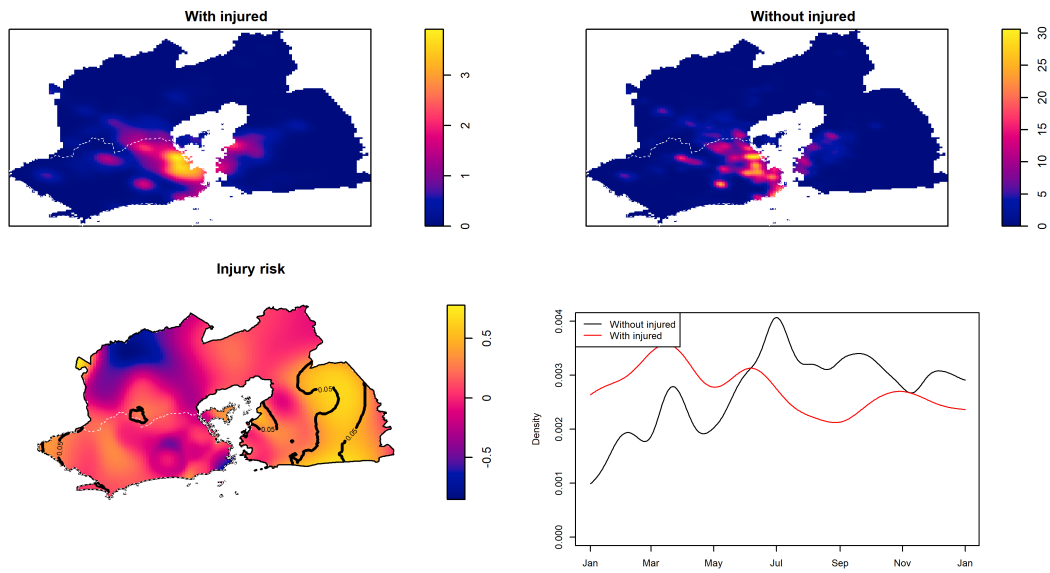 With injured
Without injured
0
1
2
3
0
5
10
15
20
25
30
Injury risk
-0.5
0
0.5
0.05
0.05
0.05
0.05
0.05
Without injured
With injured
Density
0.000
0.001
0.002
0.003
0.004
Jan
Mar
May
Jul
Sep
Nov
Jan